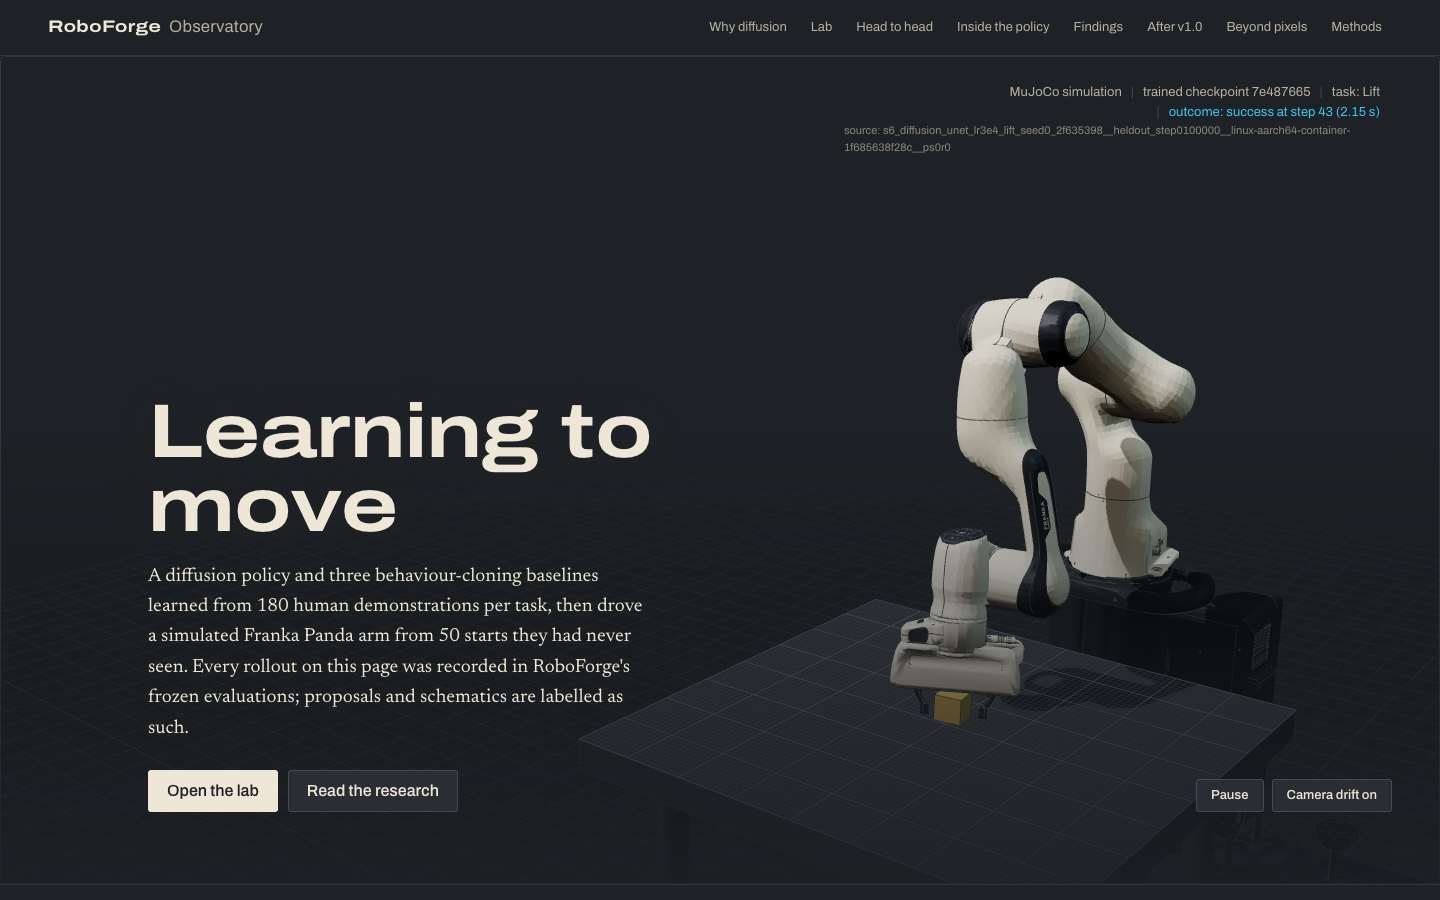 RoboForge Observatory
Why diffusion Lab Head to head Inside the policy Findings After v1.0 Beyond pixels Methods
MuJoCo simulation | trained checkpoint 7e487665 | task: Lift
| outcome: success at step 43 (2.15 s)
source: s6_diffusion_unet_lr3e4_lift_seed0_2f635398__heldout_step0100000__linux-aarch64-container-
1f685638f28c__ps0r0
Learning to
move
A diffusion policy and three behaviour-cloning baselines
learned from 180 human demonstrations per task, then drove
a simulated Franka Panda arm from 50 starts they had never
seen. Every rollout on this page was recorded in RoboForge's
frozen evaluations; proposals and schematics are labelled as
such.
Open the lab Read the research
Pause Camera drift on
FRANKA